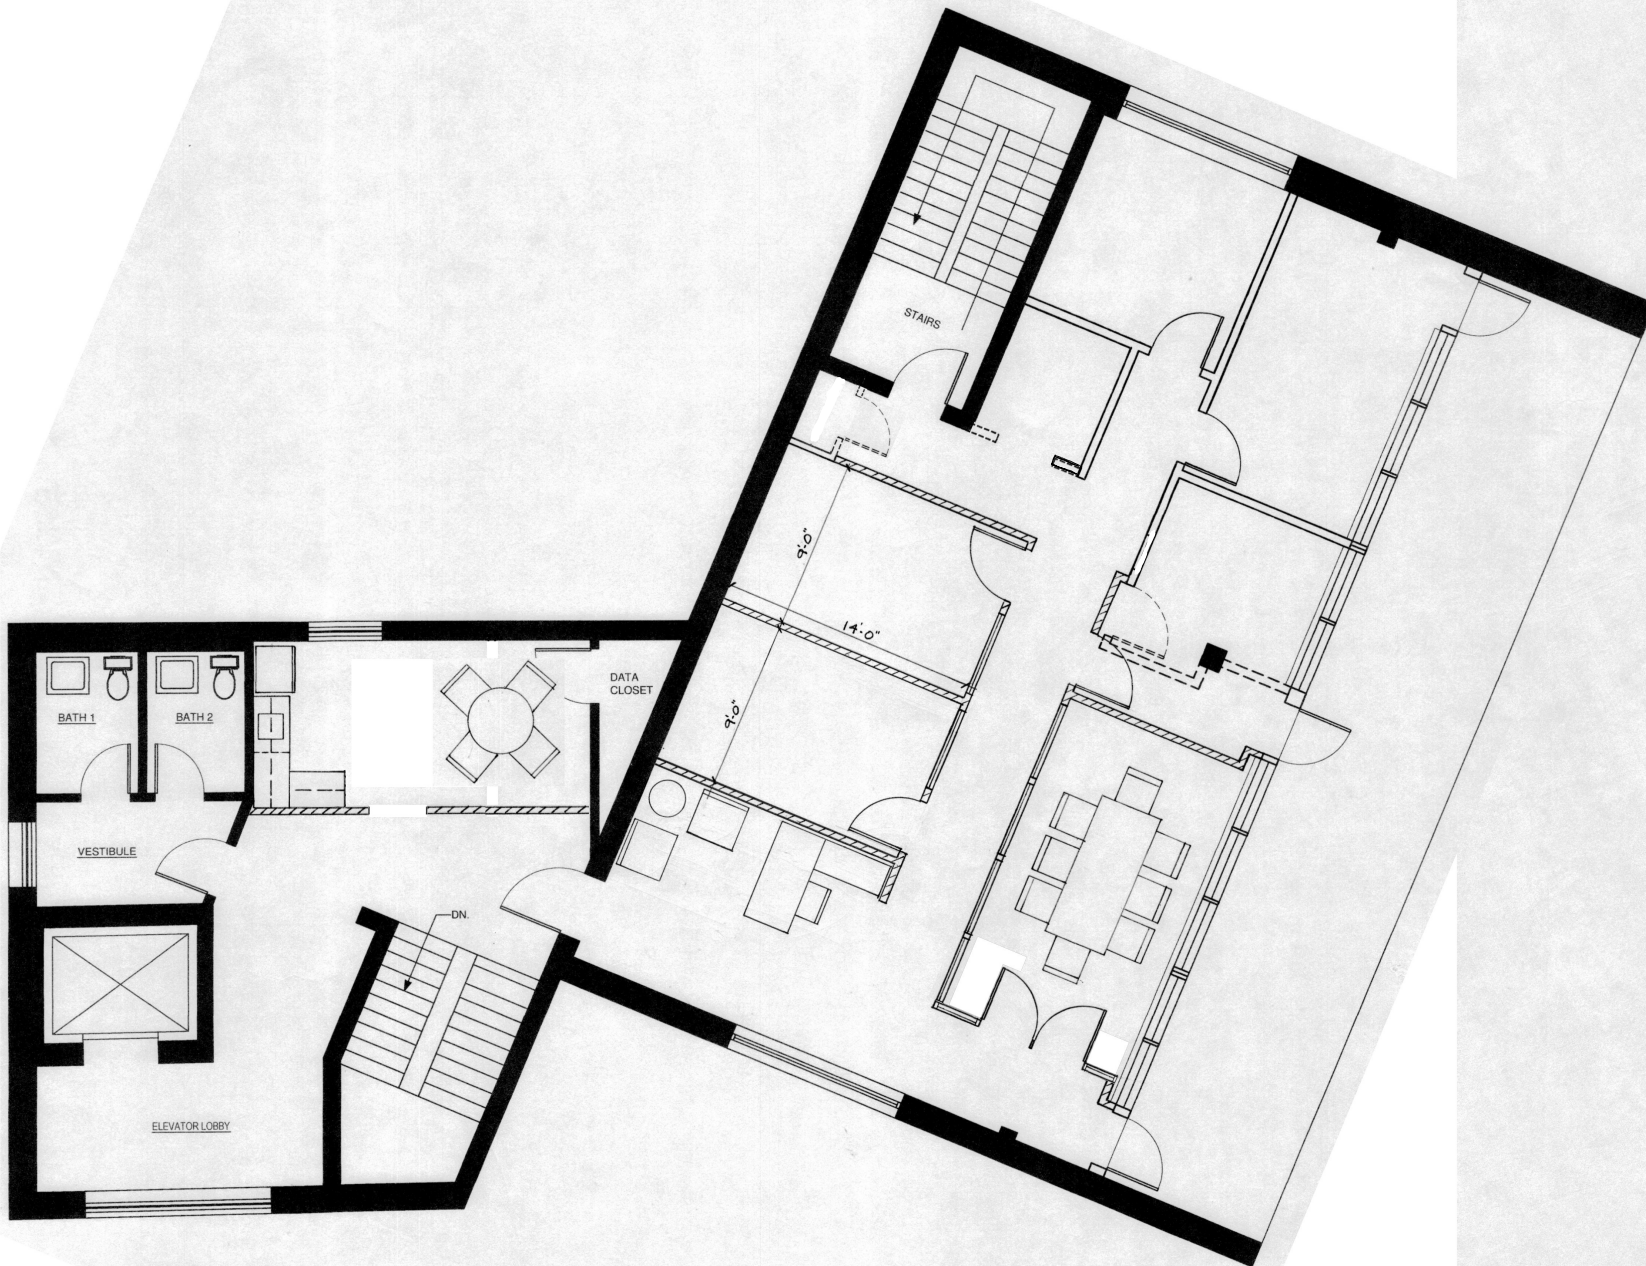 STAIRS
9'-0"
14'-0"
DATA
CLOSET
9'-0"
BATH 1
BATH 2
VESTIBULE
DN.
ELEVATOR LOBBY